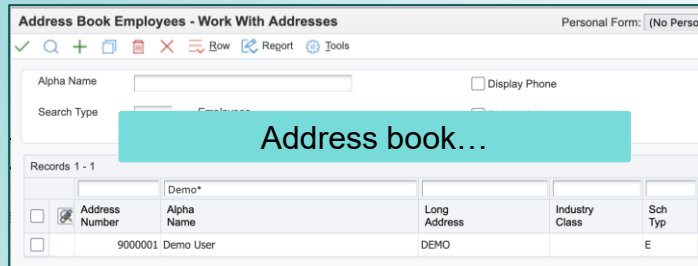 Address Book Employees - Work With Addresses Personal Form: (No Perso
Row Report Tools
Alpha Name Display Phone
Search Type Employees
Address book…
Records 1 - 1
Demo*
Address Number Alpha Name Long Address Industry Class Sch Typ
9000001 Demo User DEMO E